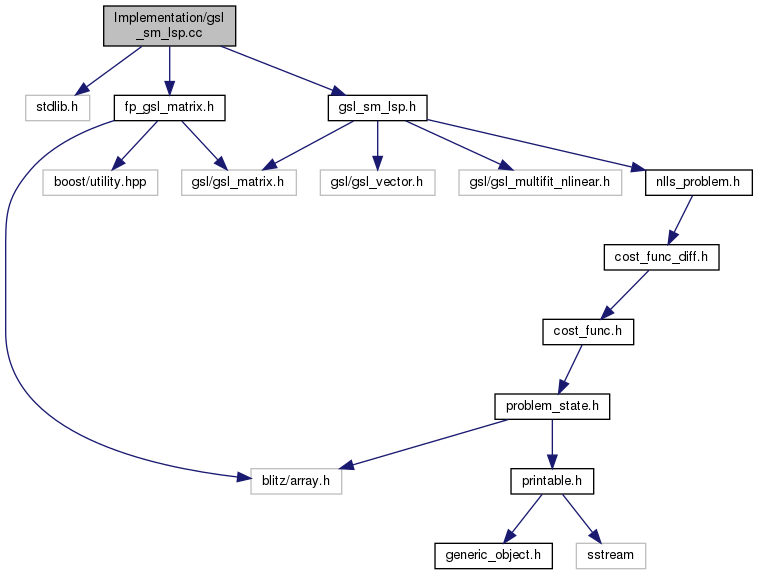 Implementation/gsl
_sm_lsp.cc
stdlib.h
fp_gsl_matrix.h
gsl_sm_lsp.h
boost/utility.hpp
gsl/gsl_matrix.h
gsl/gsl_vector.h
gsl/gsl_multifit_nlinear.h
nlls_problem.h
cost_func_diff.h
cost_func.h
problem_state.h
blitz/array.h
printable.h
generic_object.h
sstream